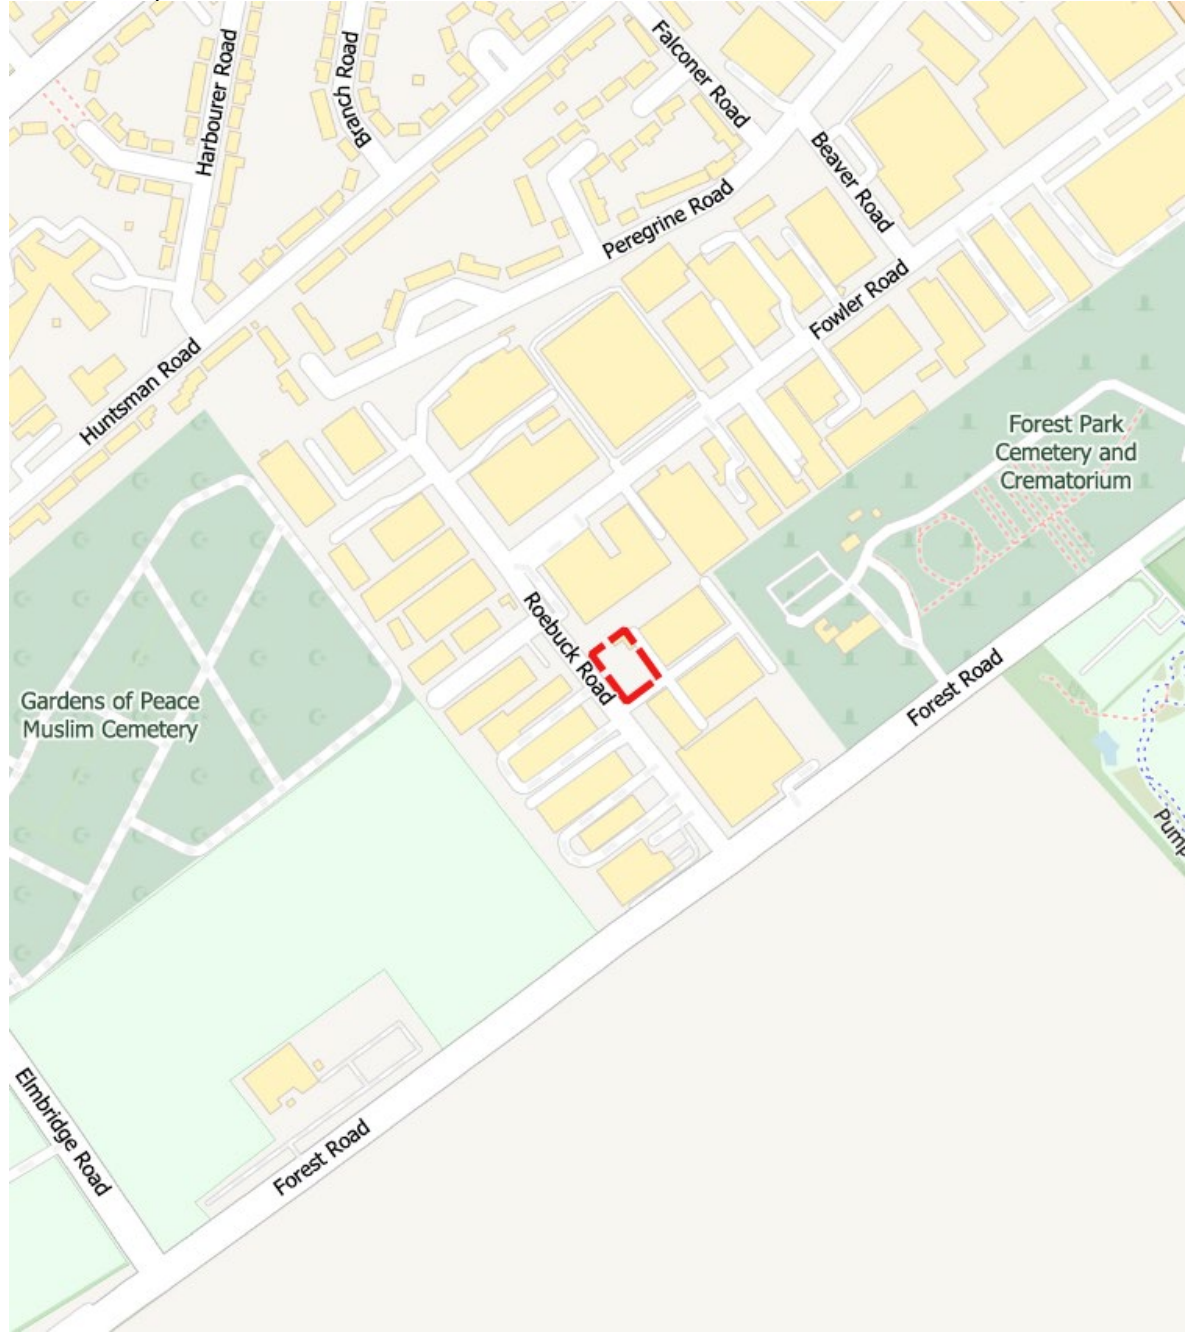 Falconer Road
Harbourer Road
Branch Road
Beaver Road
Peregrine Road
Fowler Road
Huntsman Road
Forest Park
Cemetery and
Crematorium
Roebuck Road
Gardens of Peace
Muslim Cemetery
Forest Road
Pump
Elmbridge Road
Forest Road